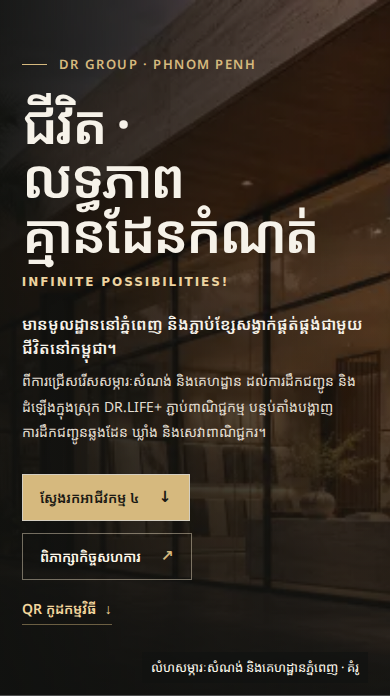 DR GROUP · PHNOM PENH
ជីវិត ·
លទ្ធភាព
គ្មានដែនកំណត់
INFINITE POSSIBILITIES!
មានមូលដ្ឋាននៅភ្នំពេញ និងភ្ជាប់ខ្សែសង្វាក់ផ្គត់ផ្គង់ជាមួយ
ជីវិតនៅកម្ពុជា។
ពីការជ្រើសរើសសម្ភារៈសំណង់ និងគេហដ្ឋាន ដល់ការដឹកជញ្ជូន និង
ដំឡើងក្នុងស្រុក DR.LIFE+ ភ្ជាប់ពាណិជ្ជកម្ម បន្ទប់តាំងបង្ហាញ
ការដឹកជញ្ជូនឆ្លងដែន ឃ្លាំង និងសេវាពាណិជ្ជករ។
ស្វែងរកអាជីវកម្ម ៤ ↓
ពិភាក្សាកិច្ចសហការ ↗
QR កូដកម្មវិធី ↓
លំហសម្ភារៈសំណង់ និងគេហដ្ឋានភ្នំពេញ · គំរូ